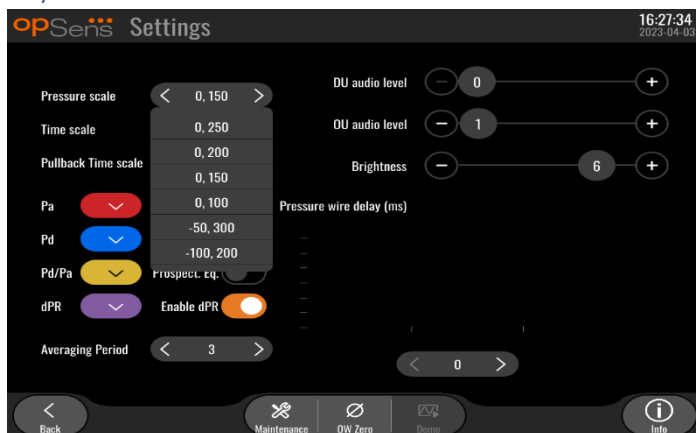 opSens Settings
16:27:34
2023-04-03
Pressure scale
0, 150
Time scale
Pullback Time scale
0, 250
0, 200
0, 150
0, 100
-50, 300
-100, 200
Pa
Pd
Pd/Pa
Prospect. Eq.
dPR
Enable dPR
Averaging Period
3
DU audio level
0
OU audio level
1
Brightness
6
Pressure wire delay (ms)
0
Back
Maintenance
OW Zero
Demo
Info